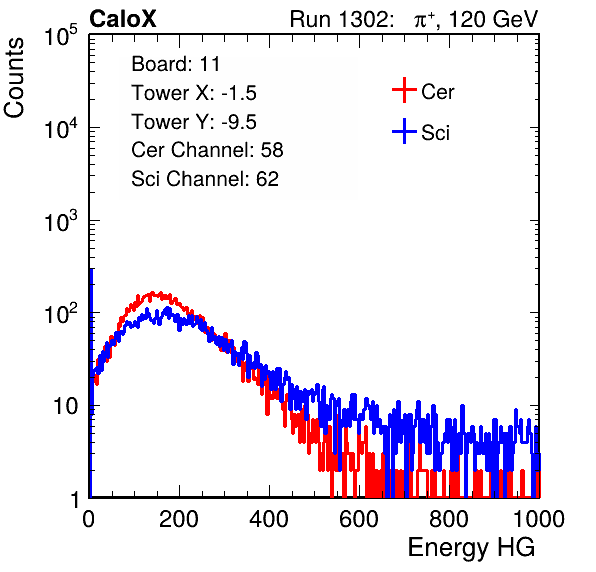 CaloX Run 1302: π⁺, 120 GeV
Counts
Board: 11
Tower X: -1.5
Tower Y: -9.5
Cer Channel: 58
Sci Channel: 62
Cer
Sci
10⁵
10⁴
10³
10²
10
1
0 200 400 600 800 1000
Energy HG